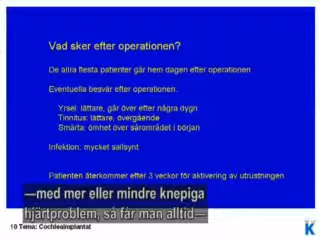 Vad sker efter operationen?
De allra flesta patienter går hem dagen efter operationen
Eventuella besvär efter operationen:
Yrsel: lättare, går över efter några dygn
Tinnitus: lättare, övergående
Smärta: ömhet över sårområdet i början
Infektion: mycket sällsynt
Patienten återkommer efter 3 veckor för aktivering av utrustningen
—med mer eller mindre knepiga
hjärtproblem, så får man alltid—
19 Tema: Cochleaimplantat
K